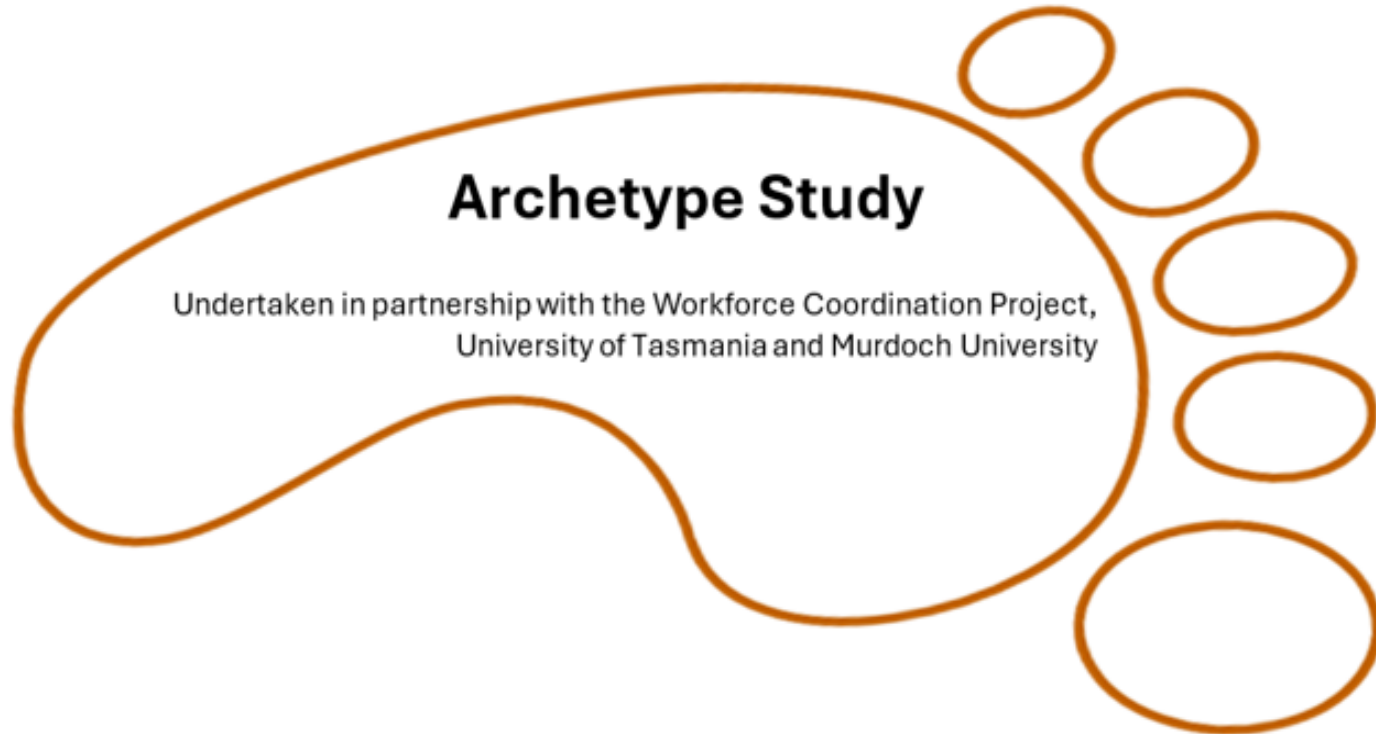 Archetype Study
Undertaken in partnership with the Workforce Coordination Project,
University of Tasmania and Murdoch University